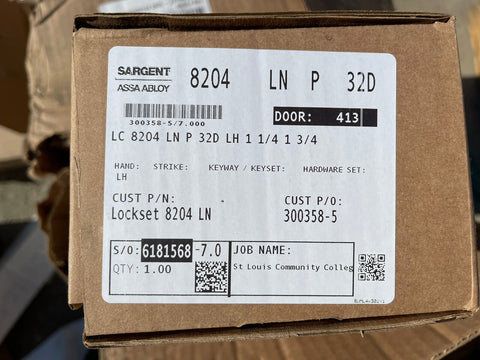 SARGENT
ASSA ABLOY
8204 LN P 32D
300358-5/7.000
DOOR: 413
LC 8204 LN P 32D LH 1 1/4 1 3/4
HAND: STRIKE: KEYWAY / KEYSET: HARDWARE SET:
LH
CUST P/N: - CUST P/O:
Lockset 8204 LN 300358-5
S/O: 6181568 -7.0 JOB NAME:
QTY: 1.00 St Louis Community Colleg